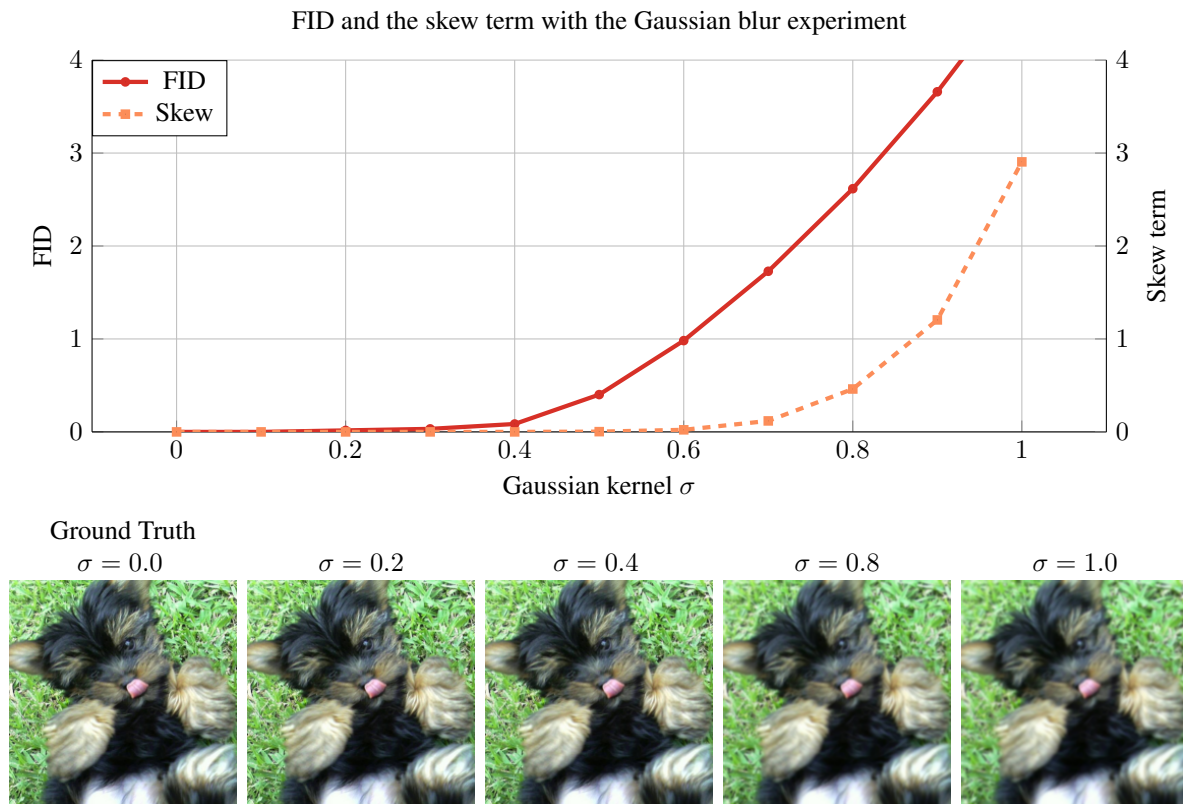 FID and the skew term with the Gaussian blur experiment
FID
Skew
4
3
2
1
0
FID
4
3
2
1
0
Skew term
0 0.2 0.4 0.6 0.8 1
Gaussian kernel σ
Ground Truth
σ = 0.0 σ = 0.2 σ = 0.4 σ = 0.8 σ = 1.0